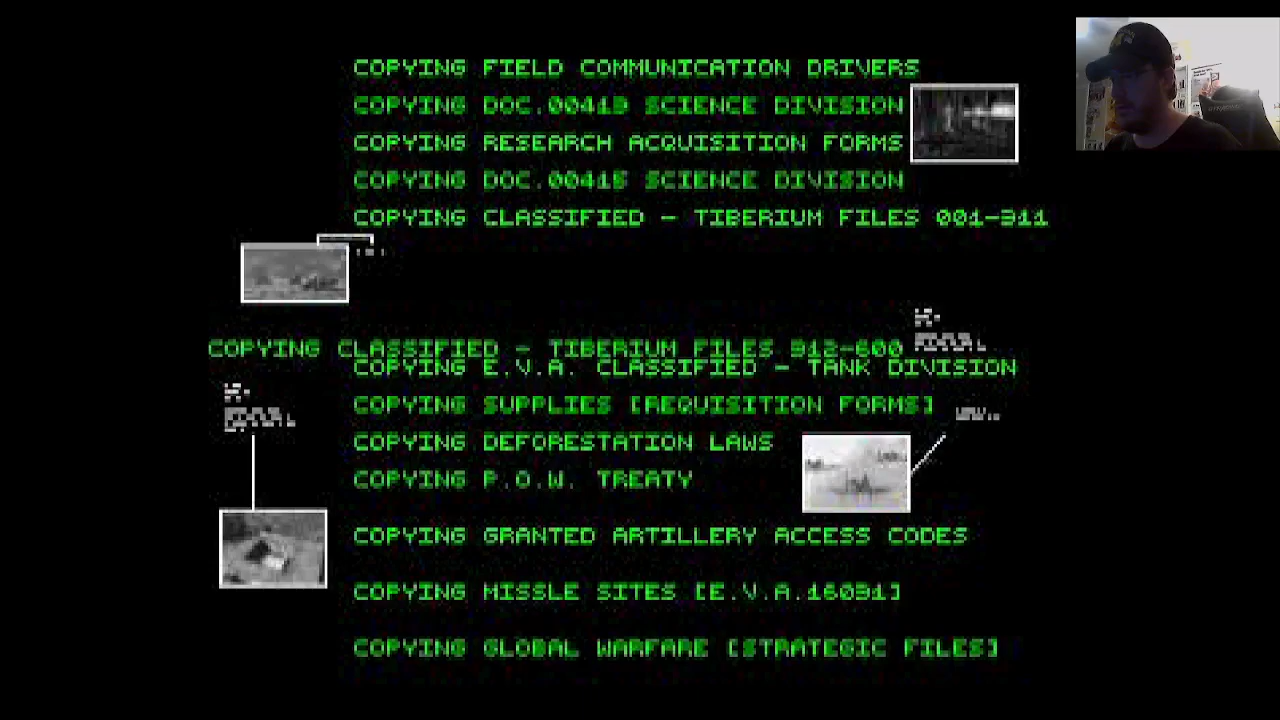 COPYING FIELD COMMUNICATION DRIVERS
COPYING DOC.00419 SCIENCE DIVISION
COPYING RESEARCH ACQUISITION FORMS
COPYING DOC.00415 SCIENCE DIVISION
COPYING CLASSIFIED - TIBERIUM FILES 001-311
COPYING CLASSIFIED - TIBERIUM FILES 312-600
COPYING E.V.A. CLASSIFIED - TANK DIVISION
COPYING SUPPLIES [REQUISITION FORMS]
COPYING DEFORESTATION LAWS
COPYING P.O.W. TREATY
COPYING GRANTED ARTILLERY ACCESS CODES
COPYING MISSLE SITES [E.V.A.16031]
COPYING GLOBAL WARFARE [STRATEGIC FILES]